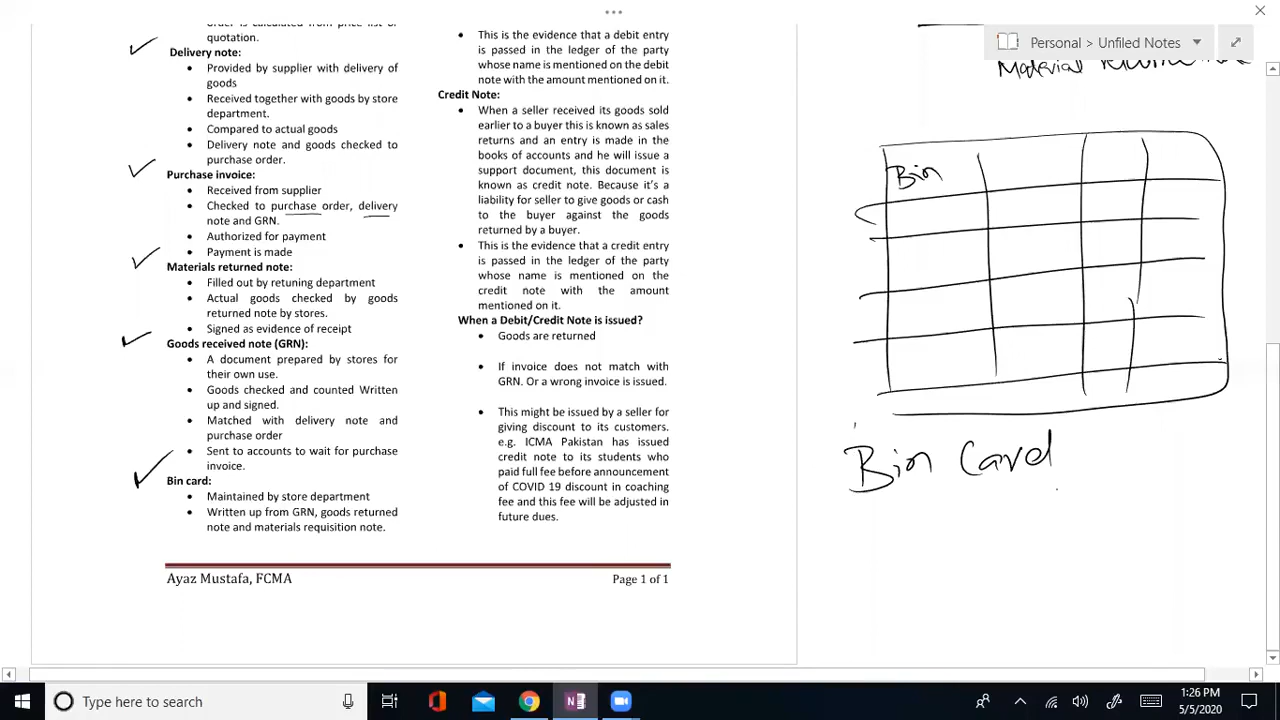 Personal > Unfiled Notes
order is calculated from price list or
quotation.
Delivery note:
• Provided by supplier with delivery of
goods
• Received together with goods by store
department.
• Compared to actual goods
• Delivery note and goods checked to
purchase order.
Purchase invoice:
• Received from supplier
• Checked to purchase order, delivery
note and GRN.
• Authorized for payment
• Payment is made
Materials returned note:
• Filled out by retuning department
• Actual goods checked by goods
returned note by stores.
• Signed as evidence of receipt
Goods received note (GRN):
• A document prepared by stores for
their own use.
• Goods checked and counted Written
up and signed.
• Matched with delivery note and
purchase order
• Sent to accounts to wait for purchase
invoice.
Bin card:
• Maintained by store department
• Written up from GRN, goods returned
note and materials requisition note.
• This is the evidence that a debit entry
is passed in the ledger of the party
whose name is mentioned on the debit
note with the amount mentioned on it.
Credit Note:
• When a seller received its goods sold
earlier to a buyer this is known as sales
returns and an entry is made in the
books of accounts and he will issue a
support document, this document is
known as credit note. Because it's a
liability for seller to give goods or cash
to the buyer against the goods
returned by a buyer.
• This is the evidence that a credit entry
is passed in the ledger of the party
whose name is mentioned on the
credit note with the amount
mentioned on it.
When a Debit/Credit Note is issued?
• Goods are returned
• If invoice does not match with
GRN. Or a wrong invoice is issued.
• This might be issued by a seller for
giving discount to its customers.
e.g. ICMA Pakistan has issued
credit note to its students who
paid full fee before announcement
of COVID 19 discount in coaching
fee and this fee will be adjusted in
future dues.
Ayaz Mustafa, FCMA
Page 1 of 1
Material
Bin
Bin Card
Type here to search
1:26 PM
5/5/2020